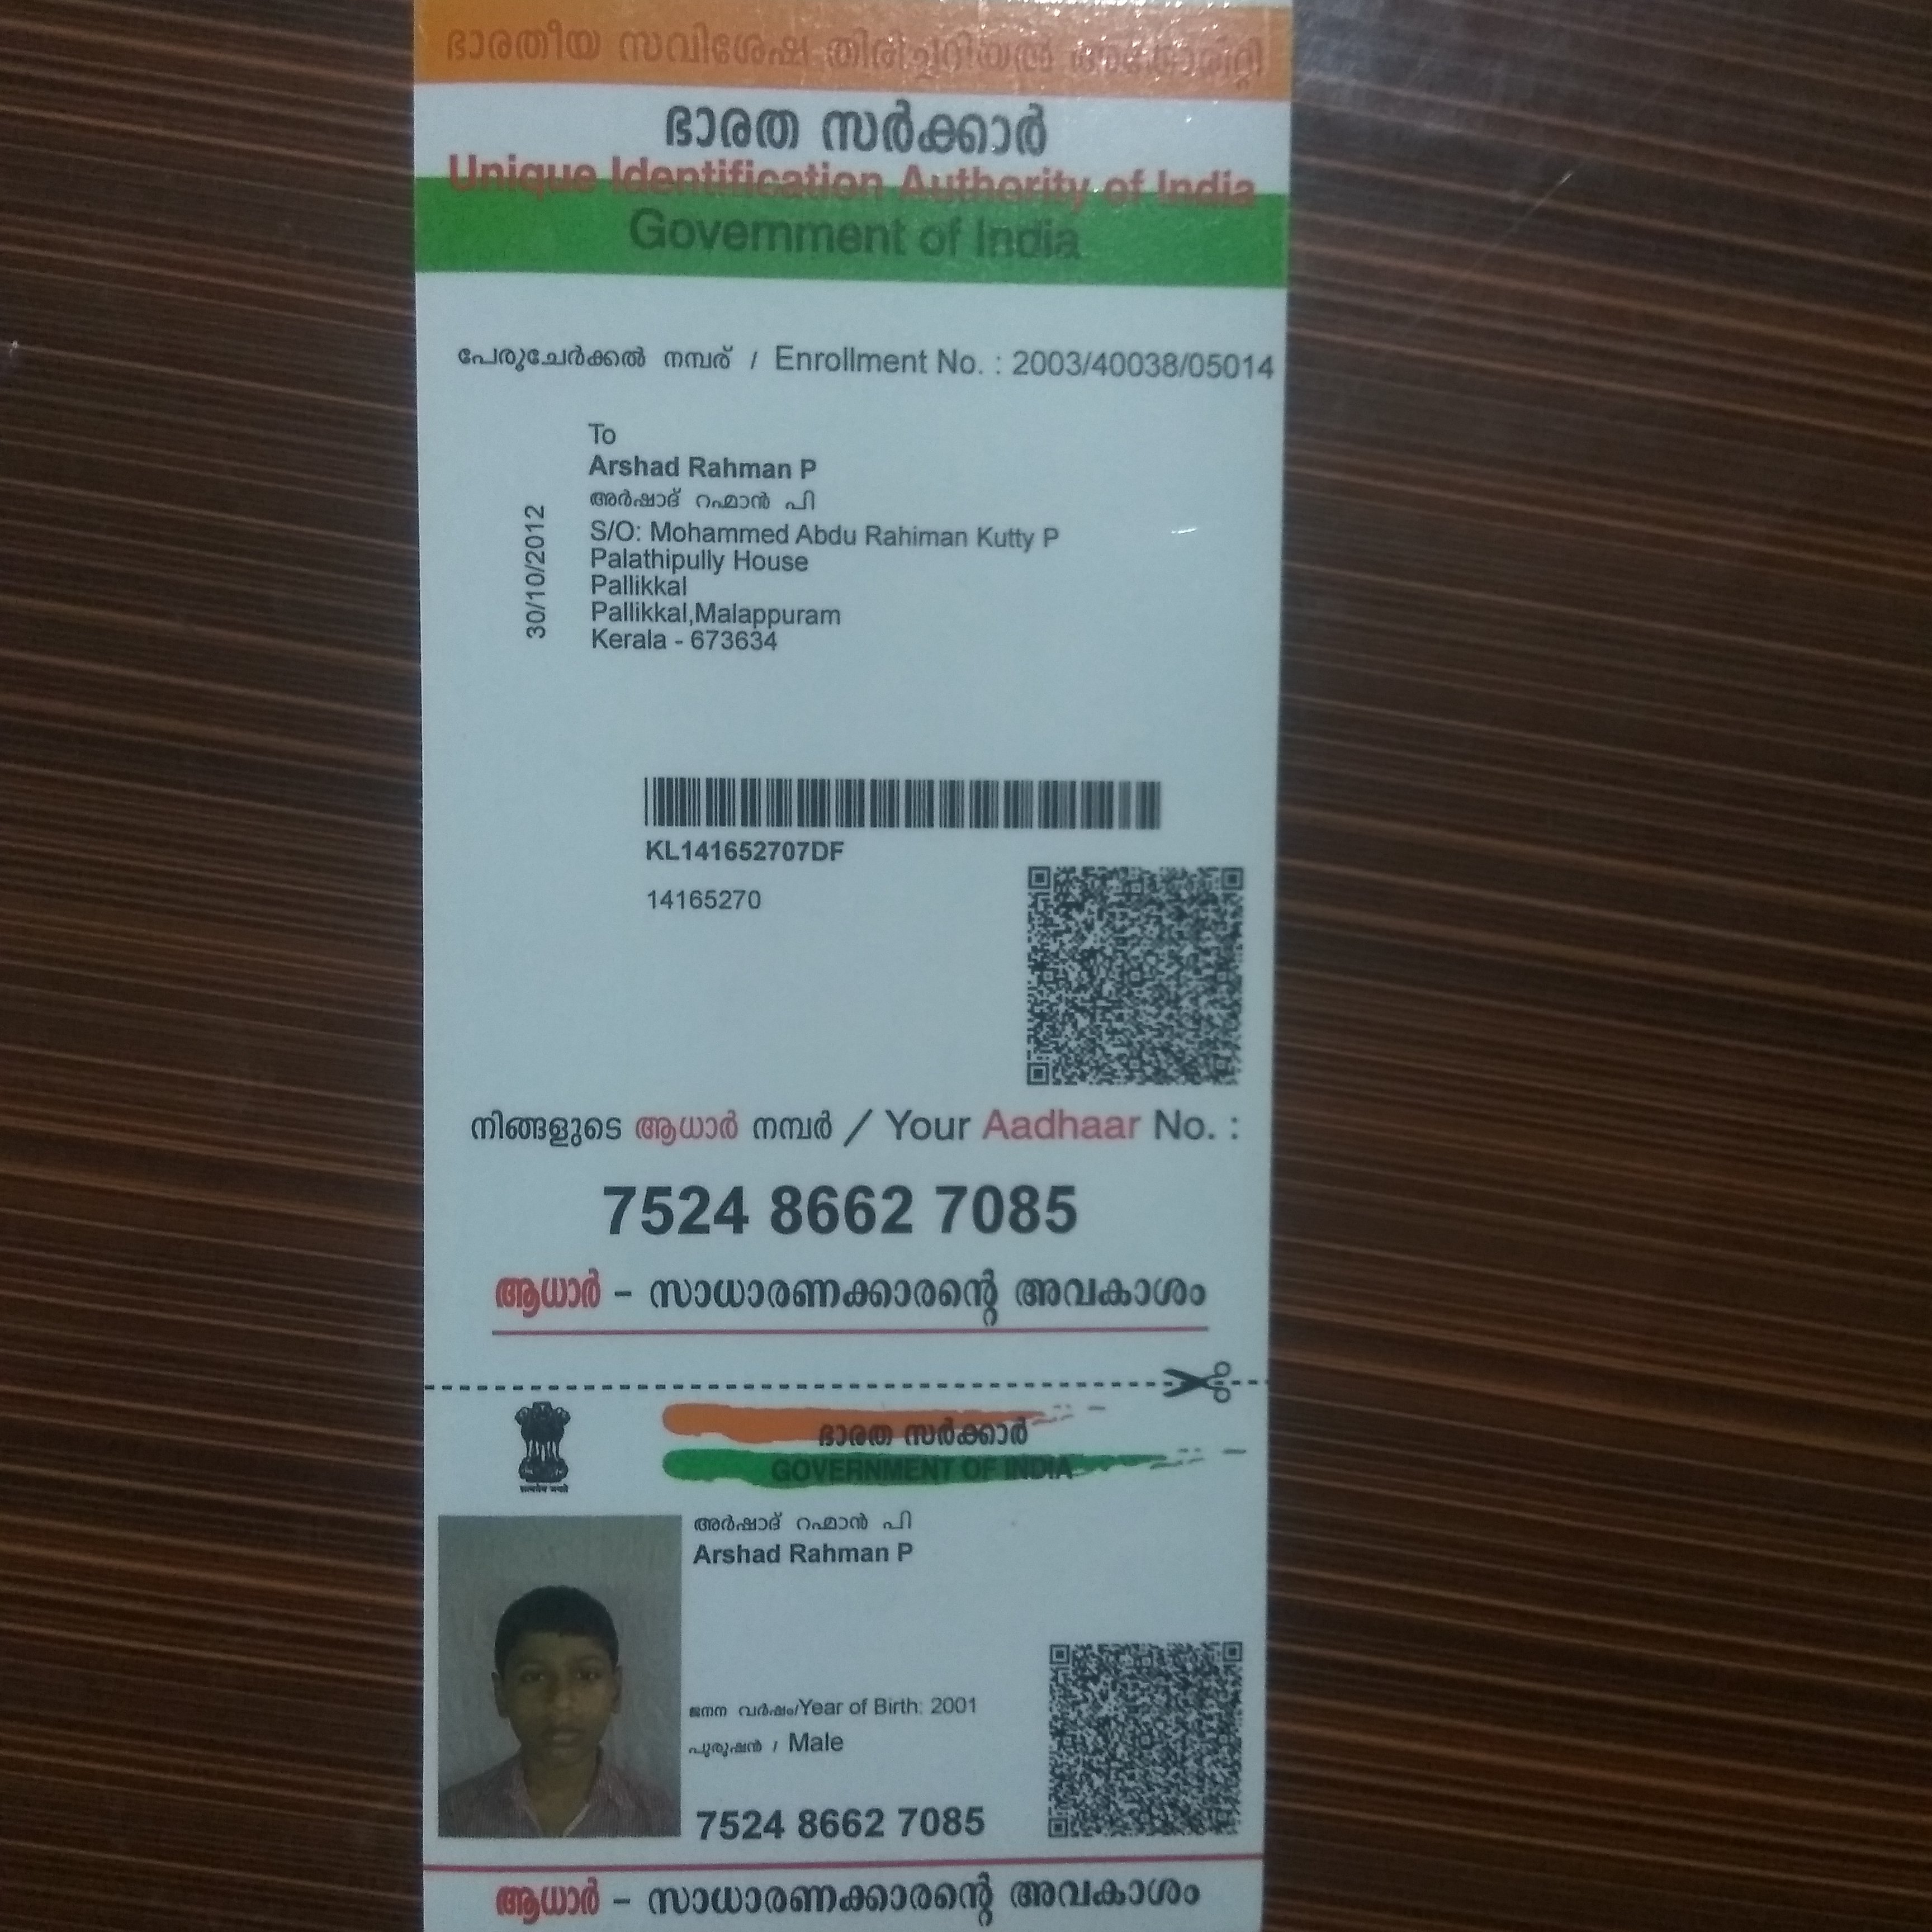 ഭാരതീയ സവിശേഷ തിരിച്ചറിയൽ അതോറിറ്റി
ഭാരത സർക്കാർ
Unique Identification Authority of India
Government of India
പേരുചേർക്കൽ നമ്പര് / Enrollment No. : 2003/40038/05014
To
Arshad Rahman P
അർഷാദ് റഹ്മാൻ പി
S/O: Mohammed Abdu Rahiman Kutty P
Palathipully House
Pallikkal
Pallikkal,Malappuram
Kerala - 673634
30/10/2012
KL141652707DF
14165270
നിങ്ങളുടെ ആധാർ നമ്പർ / Your Aadhaar No. :
7524 8662 7085
ആധാർ – സാധാരണക്കാരന്റെ അവകാശം
ഭാരത സർക്കാർ
GOVERNMENT OF INDIA
सत्यमेव जयते
അർഷാദ് റഹ്മാൻ പി
Arshad Rahman P
ജനന വർഷം/Year of Birth: 2001
പുരുഷൻ / Male
7524 8662 7085
ആധാർ – സാധാരണക്കാരന്റെ അവകാശം